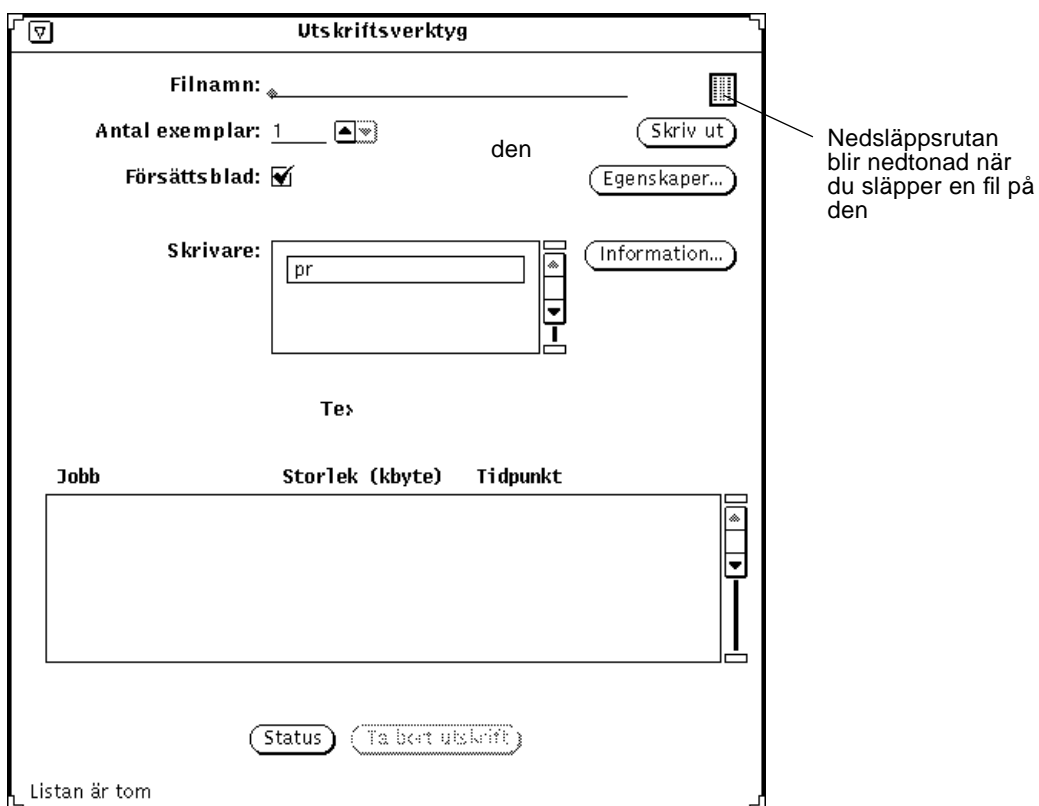 Utskriftsverktyg
Filnamn:
Antal exemplar: 1
Skriv ut
den
Försättsblad:
Egenskaper...
Nedsläppsrutan
blir nedtonad när
du släpper en fil på
den
Skrivare:
pr
Information...
Jobb Storlek (kbyte) Tidpunkt
Status Ta bort utskrift
Listan är tom